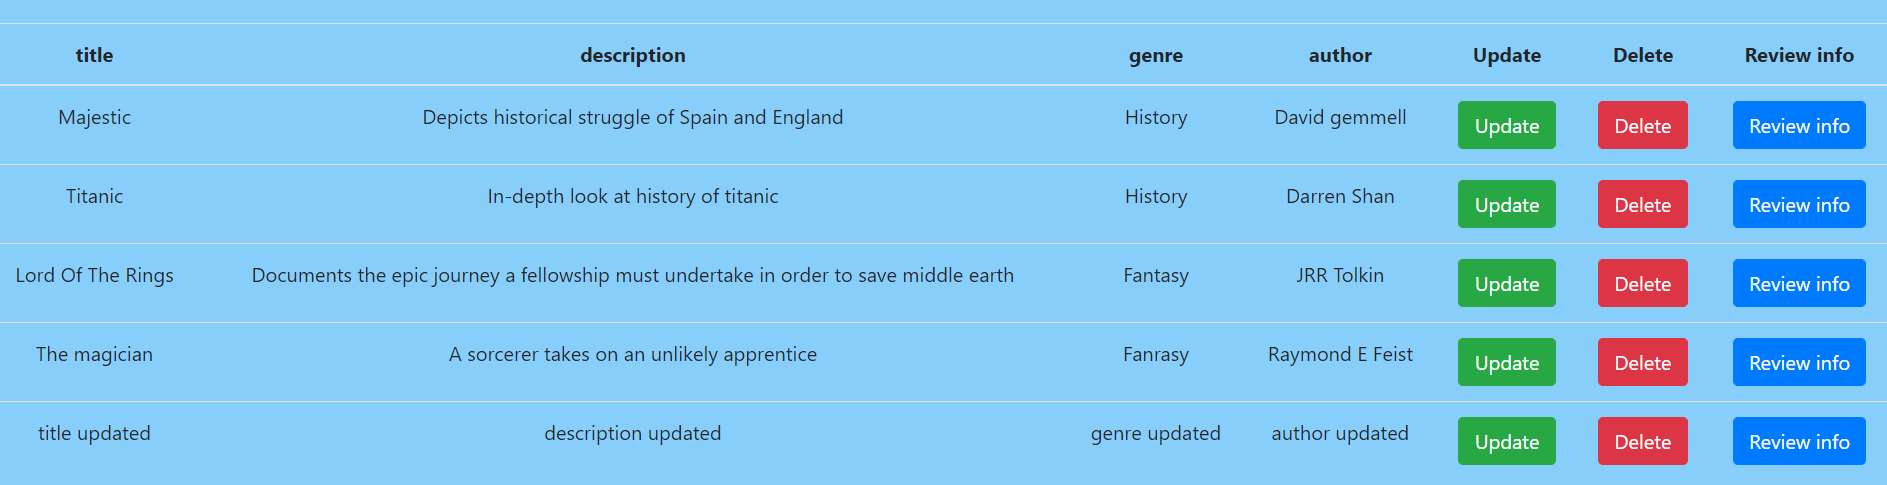 title description genre author Update Delete Review info
Majestic Depicts historical struggle of Spain and England History David gemmell Update Delete Review info
Titanic In-depth look at history of titanic History Darren Shan Update Delete Review info
Lord Of The Rings Documents the epic journey a fellowship must undertake in order to save middle earth Fantasy JRR Tolkin Update Delete Review info
The magician A sorcerer takes on an unlikely apprentice Fanrasy Raymond E Feist Update Delete Review info
title updated description updated genre updated author updated Update Delete Review info